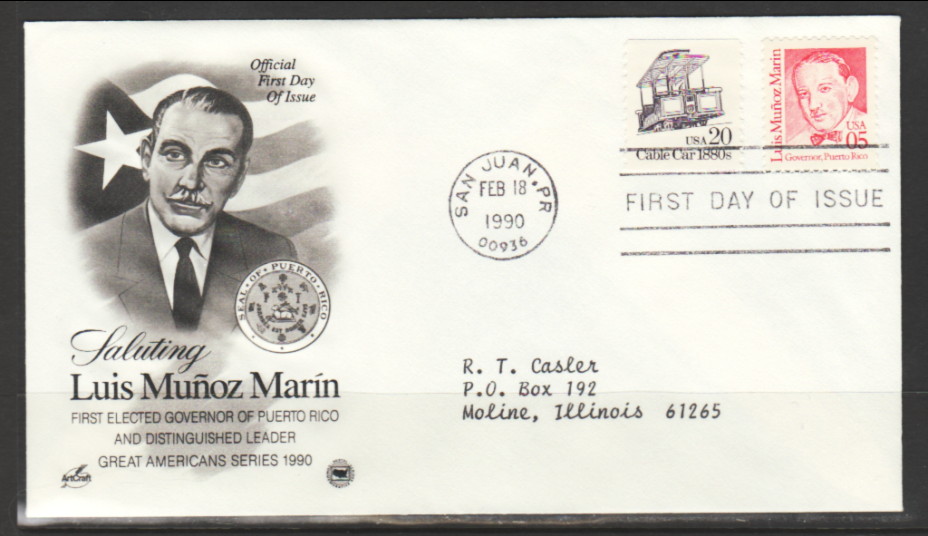 Official
First Day
Of Issue
SEAL • OF • PUERTO • RICO
Saluting
Luis Muñoz Marín
FIRST ELECTED GOVERNOR OF PUERTO RICO
AND DISTINGUISHED LEADER
GREAT AMERICANS SERIES 1990
ArtCraft
SAN JUAN•PR
FEB 18
1990
00936
USA 20
Cable Car 1880s
Luis Muñoz Marín
USA
05
Governor, Puerto Rico
FIRST DAY OF ISSUE
R. T. Casler
P.O. Box 192
Moline, Illinois 61265